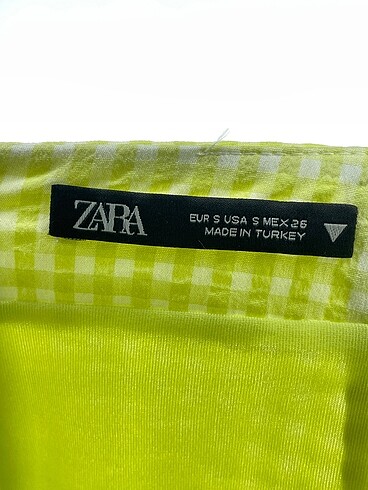 ZARA
EUR S USA S MEX 26
MADE IN TURKEY